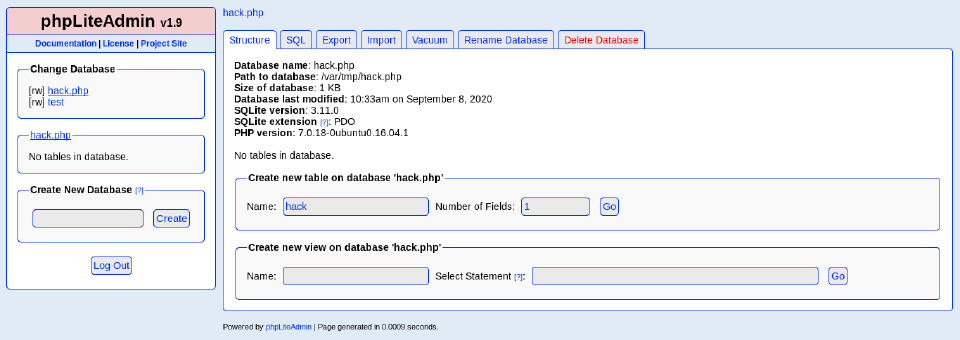 phpLiteAdmin v1.9
Documentation | License | Project Site
Change Database
[rw] hack.php
[rw] test
hack.php
No tables in database.
Create New Database [?]
Create
Log Out
hack.php
Structure SQL Export Import Vacuum Rename Database Delete Database
Database name: hack.php
Path to database: /var/tmp/hack.php
Size of database: 1 KB
Database last modified: 10:33am on September 8, 2020
SQLite version: 3.11.0
SQLite extension [?]: PDO
PHP version: 7.0.18-0ubuntu0.16.04.1
No tables in database.
Create new table on database 'hack.php'
Name: hack Number of Fields: 1 Go
Create new view on database 'hack.php'
Name: Select Statement [?]: Go
Powered by phpLiteAdmin | Page generated in 0.0009 seconds.